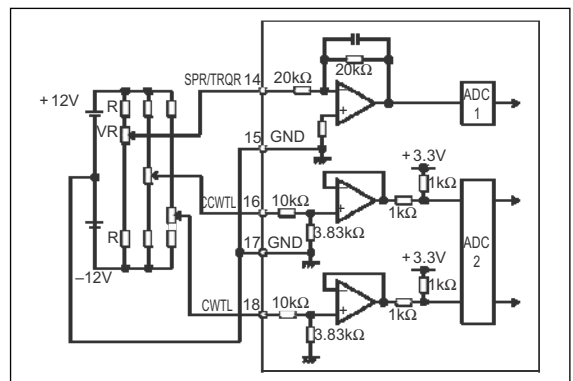 SPR/TRQR 14
20kΩ
20kΩ
+12V
R
VR
ADC
1
15 GND
+3.3V
CCWTL 16
10kΩ
1kΩ
1kΩ
3.83kΩ
R
17 GND
ADC
2
+3.3V
–12V
CWTL 18
10kΩ
1kΩ
1kΩ
3.83kΩ